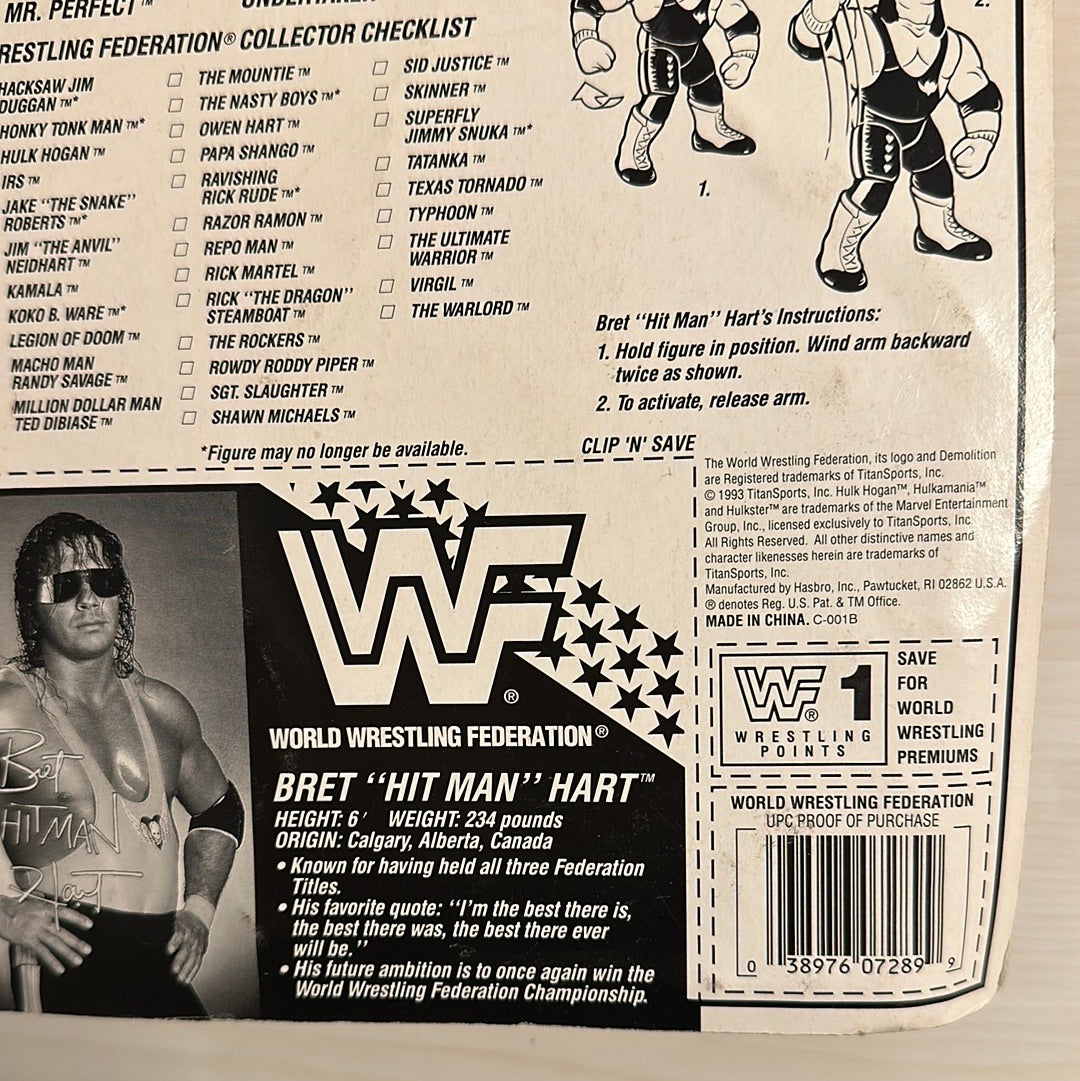 MR. PERFECT™
UNDERTAKER
RESTLING FEDERATION® COLLECTOR CHECKLIST
HACKSAW JIM
DUGGAN™*
HONKY TONK MAN™*
HULK HOGAN™
IRS™
JAKE "THE SNAKE"
ROBERTS™*
JIM "THE ANVIL"
NEIDHART™
KAMALA™
KOKO B. WARE™*
LEGION OF DOOM™
MACHO MAN
RANDY SAVAGE™
MILLION DOLLAR MAN
TED DIBIASE™
□ THE MOUNTIE™
□ THE NASTY BOYS™*
□ OWEN HART™
□ PAPA SHANGO™
□ RAVISHING
RICK RUDE™*
□ RAZOR RAMON™
□ REPO MAN™
□ RICK MARTEL™
□ RICK "THE DRAGON"
STEAMBOAT™
□ THE ROCKERS™
□ ROWDY RODDY PIPER™
□ SGT. SLAUGHTER™
□ SHAWN MICHAELS™
□ SID JUSTICE™
□ SKINNER™
□ SUPERFLY
JIMMY SNUKA™*
□ TATANKA™
□ TEXAS TORNADO™
□ TYPHOON™
□ THE ULTIMATE
WARRIOR™
□ VIRGIL™
□ THE WARLORD™
*Figure may no longer be available.
1.
2.
Bret "Hit Man" Hart's Instructions:
1. Hold figure in position. Wind arm backward
twice as shown.
2. To activate, release arm.
CLIP 'N' SAVE
The World Wrestling Federation, its logo and Demolition
are Registered trademarks of TitanSports, Inc.
© 1993 TitanSports, Inc. Hulk Hogan™, Hulkamania™
and Hulkster™ are trademarks of the Marvel Entertainment
Group, Inc., licensed exclusively to TitanSports, Inc
All Rights Reserved. All other distinctive names and
character likenesses herein are trademarks of
TitanSports, Inc.
Manufactured by Hasbro, Inc., Pawtucket, RI 02862 U.S.A.
® denotes Reg. U.S. Pat. & TM Office.
MADE IN CHINA. C-001B
WF®
WORLD WRESTLING FEDERATION®
BRET "HIT MAN" HART™
HEIGHT: 6' WEIGHT: 234 pounds
ORIGIN: Calgary, Alberta, Canada
• Known for having held all three Federation
Titles.
• His favorite quote: "I'm the best there is,
the best there was, the best there ever
will be."
• His future ambition is to once again win the
World Wrestling Federation Championship.
Bret
HITMAN
Hart
WF® 1
WRESTLING
POINTS
SAVE
FOR
WORLD
WRESTLING
PREMIUMS
WORLD WRESTLING FEDERATION
UPC PROOF OF PURCHASE
0 38976 07289 9